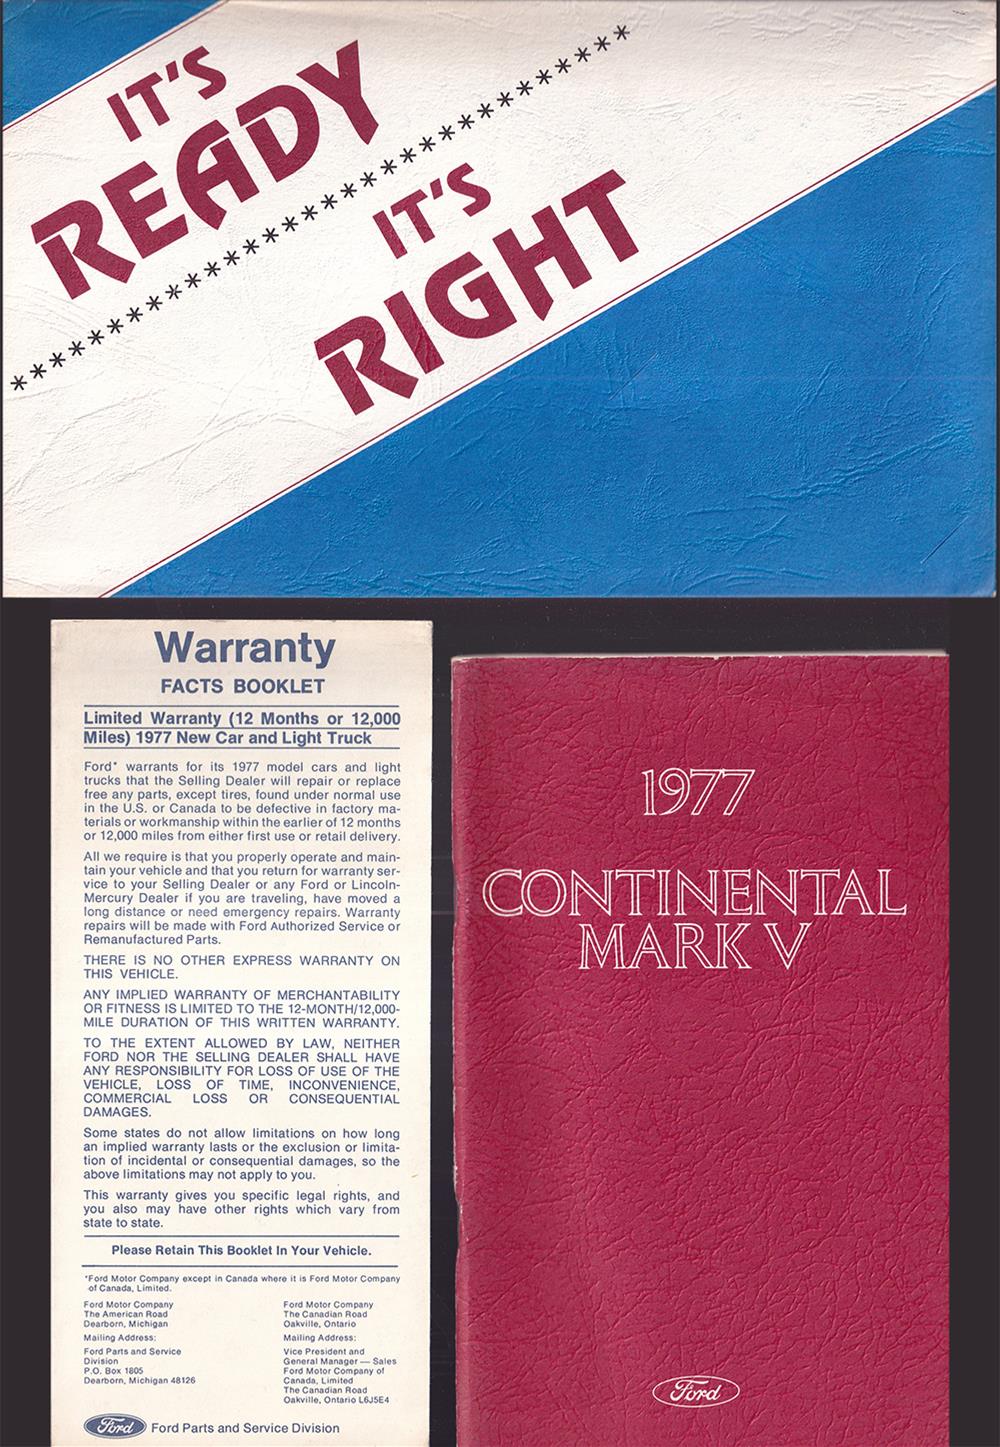 IT'S
READY
*******************************
IT'S
RIGHT
Warranty
FACTS BOOKLET
Limited Warranty (12 Months or 12,000
Miles) 1977 New Car and Light Truck
Ford* warrants for its 1977 model cars and light
trucks that the Selling Dealer will repair or replace
free any parts, except tires, found under normal use
in the U.S. or Canada to be defective in factory ma-
terials or workmanship within the earlier of 12 months
or 12,000 miles from either first use or retail delivery.
All we require is that you properly operate and main-
tain your vehicle and that you return for warranty ser-
vice to your Selling Dealer or any Ford or Lincoln-
Mercury Dealer if you are traveling, have moved a
long distance or need emergency repairs. Warranty
repairs will be made with Ford Authorized Service or
Remanufactured Parts.
THERE IS NO OTHER EXPRESS WARRANTY ON
THIS VEHICLE.
ANY IMPLIED WARRANTY OF MERCHANTABILITY
OR FITNESS IS LIMITED TO THE 12-MONTH/12,000-
MILE DURATION OF THIS WRITTEN WARRANTY.
TO THE EXTENT ALLOWED BY LAW, NEITHER
FORD NOR THE SELLING DEALER SHALL HAVE
ANY RESPONSIBILITY FOR LOSS OF USE OF THE
VEHICLE, LOSS OF TIME, INCONVENIENCE,
COMMERCIAL LOSS OR CONSEQUENTIAL
DAMAGES.
Some states do not allow limitations on how long
an implied warranty lasts or the exclusion or limita-
tion of incidental or consequential damages, so the
above limitations may not apply to you.
This warranty gives you specific legal rights, and
you also may have other rights which vary from
state to state.
Please Retain This Booklet In Your Vehicle.
*Ford Motor Company except in Canada where it is Ford Motor Company
of Canada, Limited.
Ford Motor Company
The American Road
Dearborn, Michigan
Mailing Address:
Ford Parts and Service
Division
P.O. Box 1805
Dearborn, Michigan 48126
Ford Motor Company
The Canadian Road
Oakville, Ontario
Mailing Address:
Vice President and
General Manager — Sales
Ford Motor Company of
Canada, Limited
The Canadian Road
Oakville, Ontario L6J5E4
Ford Ford Parts and Service Division
1977
CONTINENTAL
MARK V
Ford